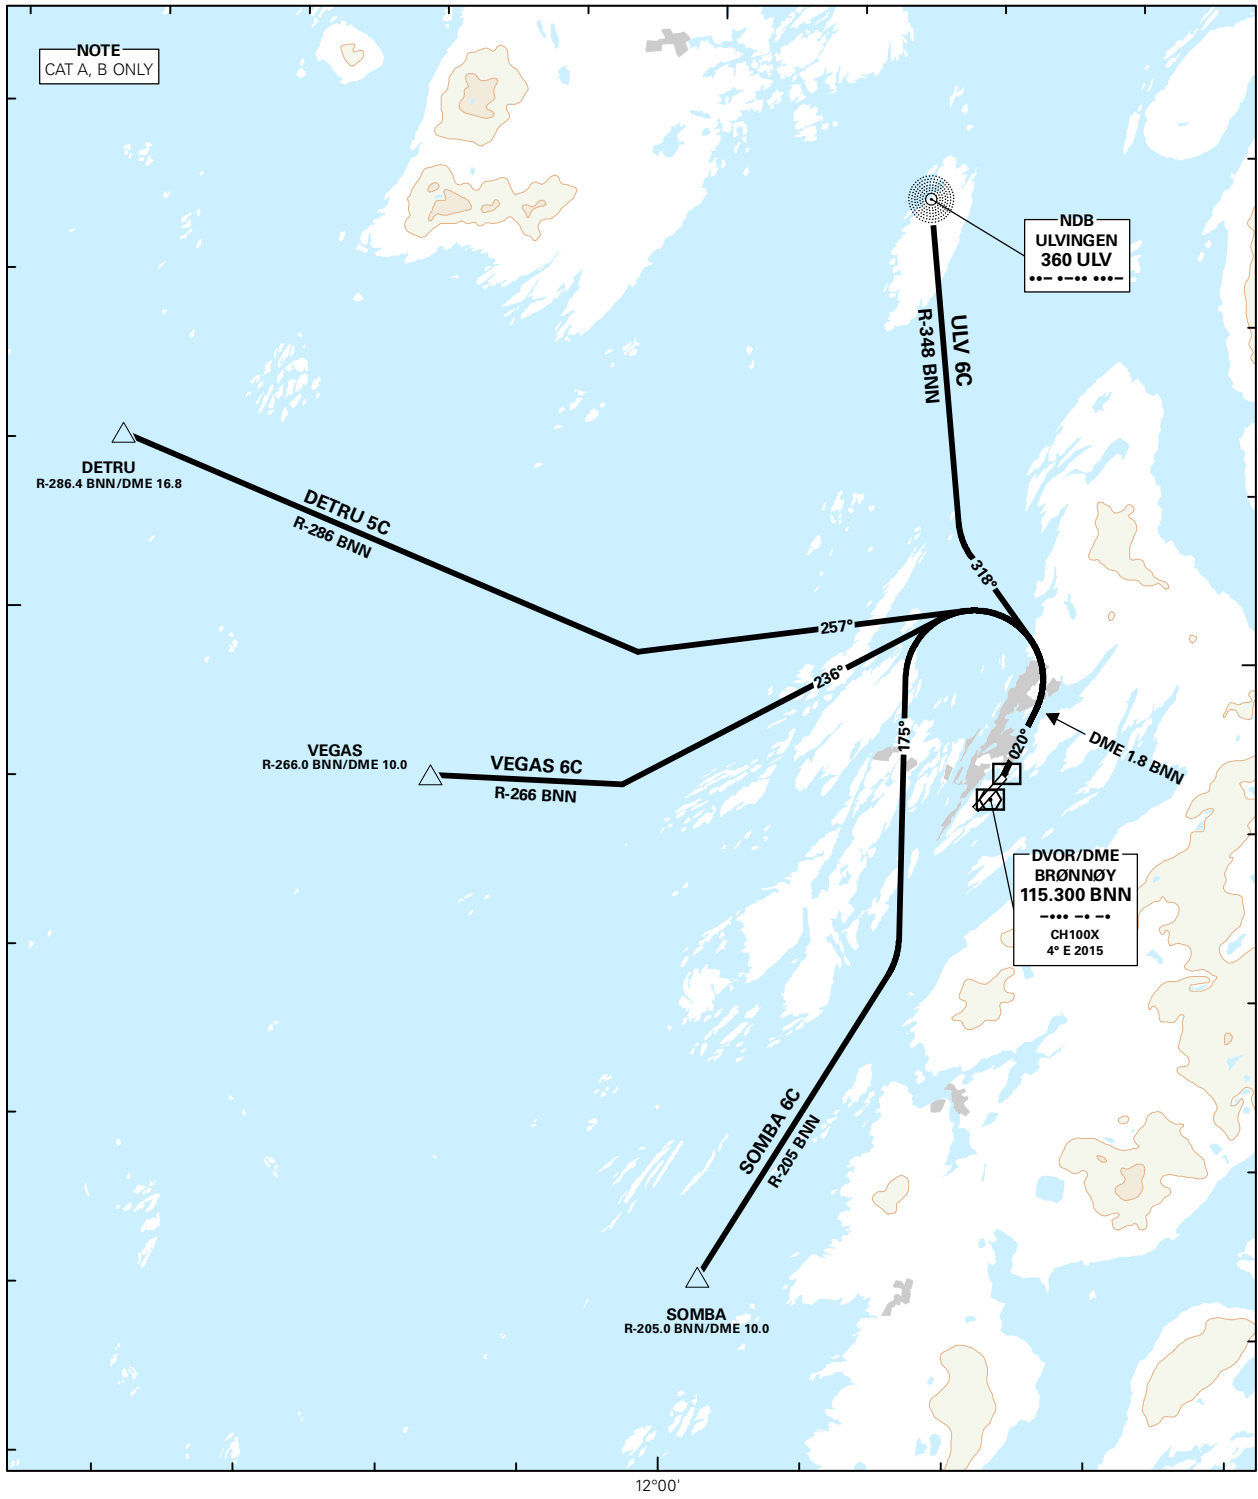 NOTE
CAT A, B ONLY
NDB
ULVINGEN
360 ULV
ULV 6C
R-348 BNN
DETRU
R-286.4 BNN/DME 16.8
DETRU 5C
R-286 BNN
318°
257°
236°
175°
020°
DME 1.8 BNN
VEGAS
R-266.0 BNN/DME 10.0
VEGAS 6C
R-266 BNN
DVOR/DME
BRØNNØY
115.300 BNN
CH100X
4° E 2015
SOMBA 6C
R-205 BNN
SOMBA
R-205.0 BNN/DME 10.0
12°00'